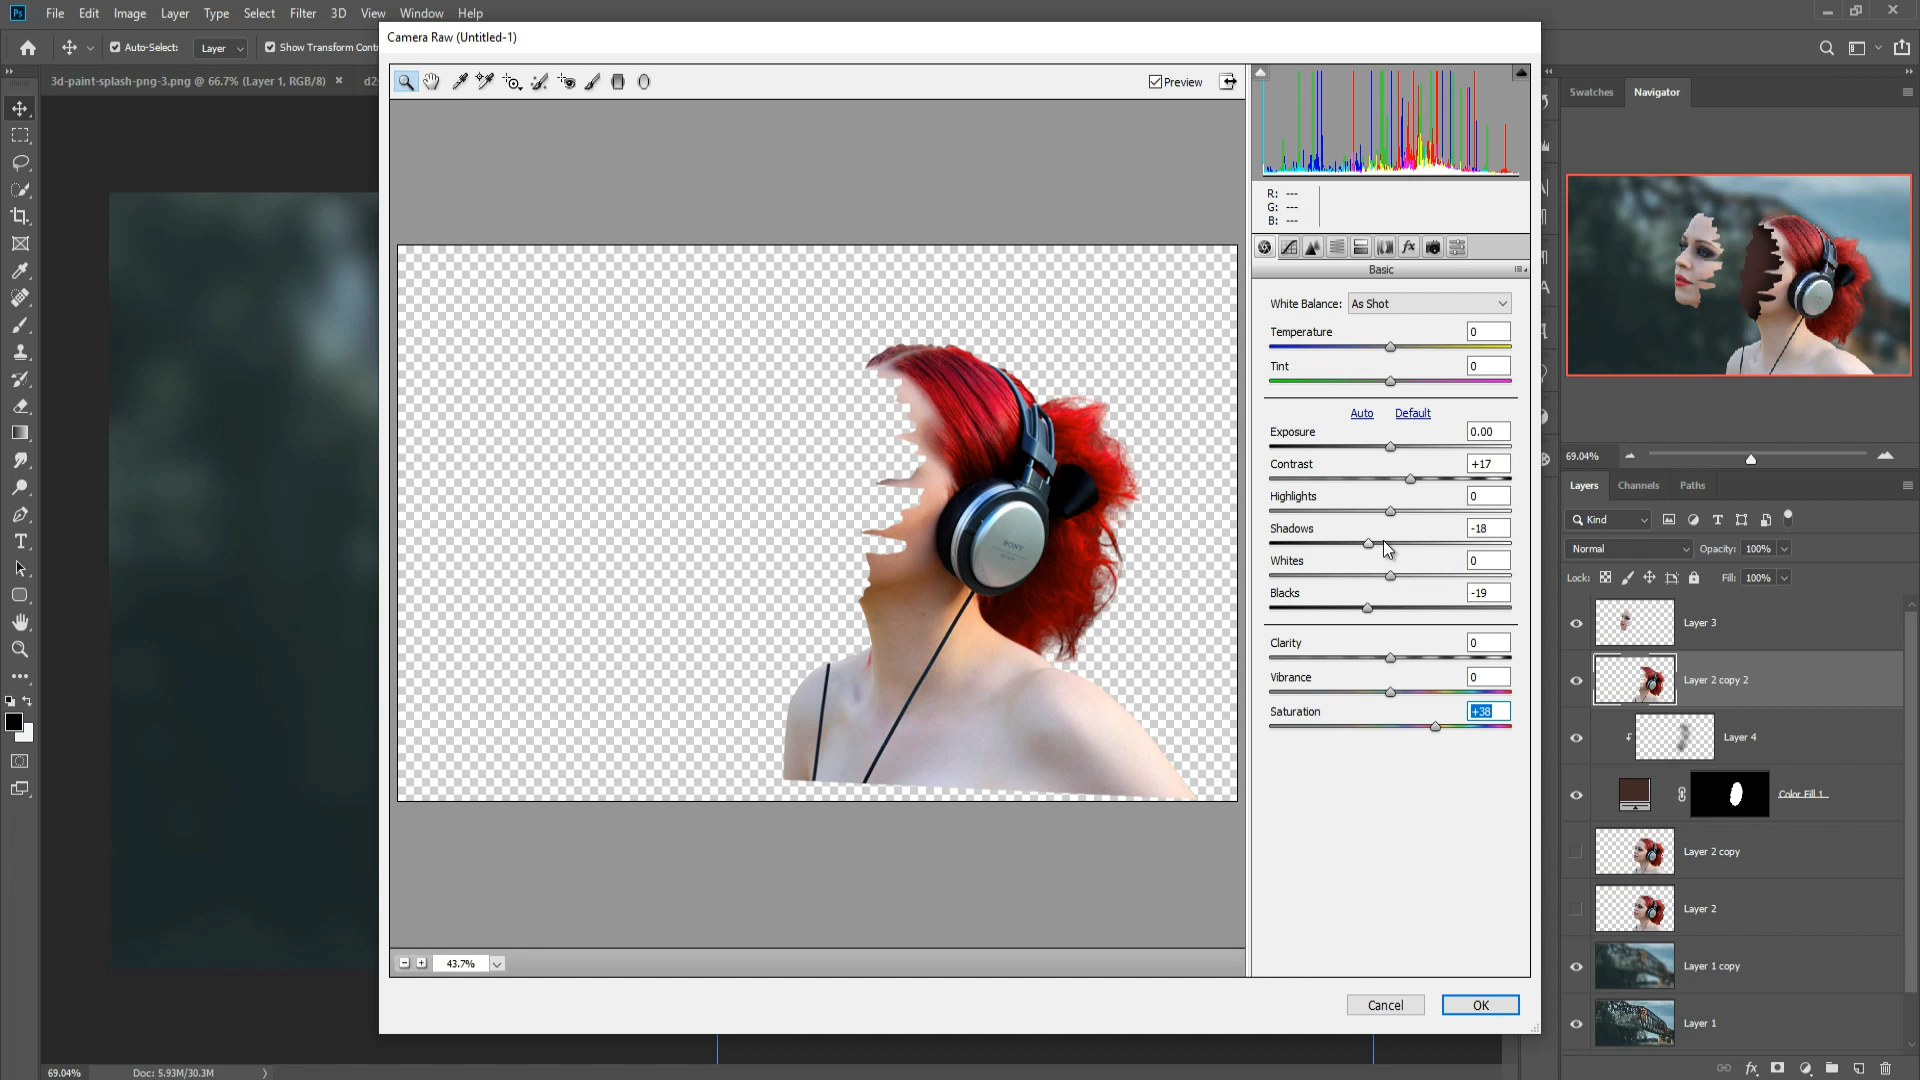 Ps File Edit Image Layer Type Select Filter 3D View Window Help
Camera Raw (Untitled-1)
Auto-Select: Layer Show Transform Cont
3d-paint-splash-png-3.png @ 66.7% (Layer 1, RGB/8) × d2
Preview
R: ---
G: ---
B: ---
Basic
White Balance: As Shot
Temperature 0
Tint 0
Auto Default
Exposure 0.00
Contrast +17
Highlights 0
Shadows -18
Whites 0
Blacks -19
Clarity 0
Vibrance 0
Saturation +38
SONY
43.7%
Cancel OK
Swatches Navigator
69.04%
Layers Channels Paths
Kind
Normal Opacity: 100%
Lock: Fill: 100%
Layer 3
Layer 2 copy 2
Layer 4
Color Fill 1
Layer 2 copy
Layer 2
Layer 1 copy
Layer 1
fx
69.04% Doc: 5.93M/30.3M